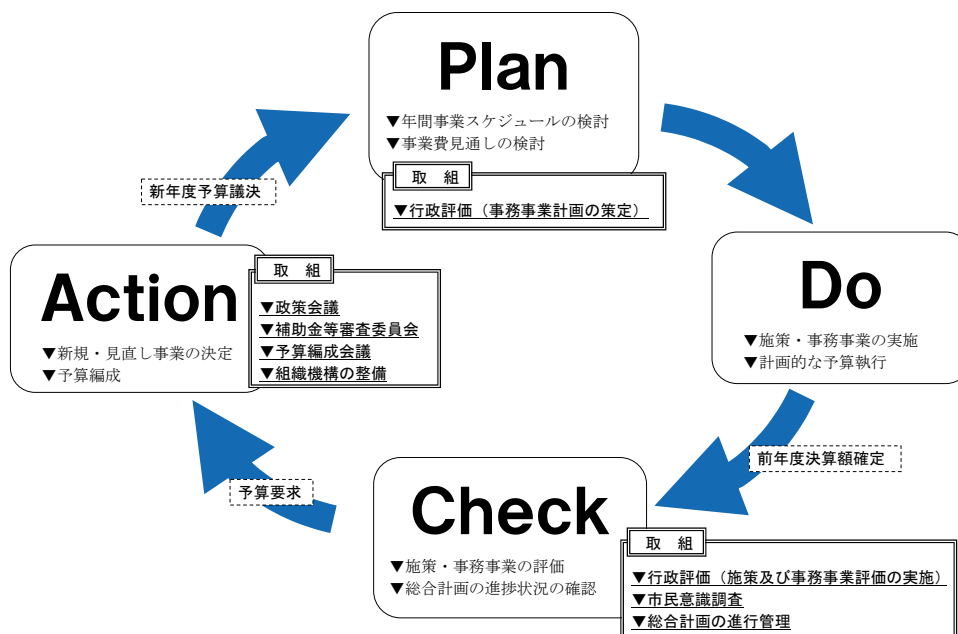 Plan
▼年間事業スケジュールの検討
▼事業費見通しの検討
取 組
▼行政評価（事務事業計画の策定）
新年度予算議決
Do
▼施策・事務事業の実施
▼計画的な予算執行
Action
▼新規・見直し事業の決定
▼予算編成
取 組
▼政策会議
▼補助金等審査委員会
▼予算編成会議
▼組織機構の整備
前年度決算額確定
予算要求
Check
▼施策・事務事業の評価
▼総合計画の進捗状況の確認
取 組
▼行政評価（施策及び事務事業評価の実施）
▼市民意識調査
▼総合計画の進行管理